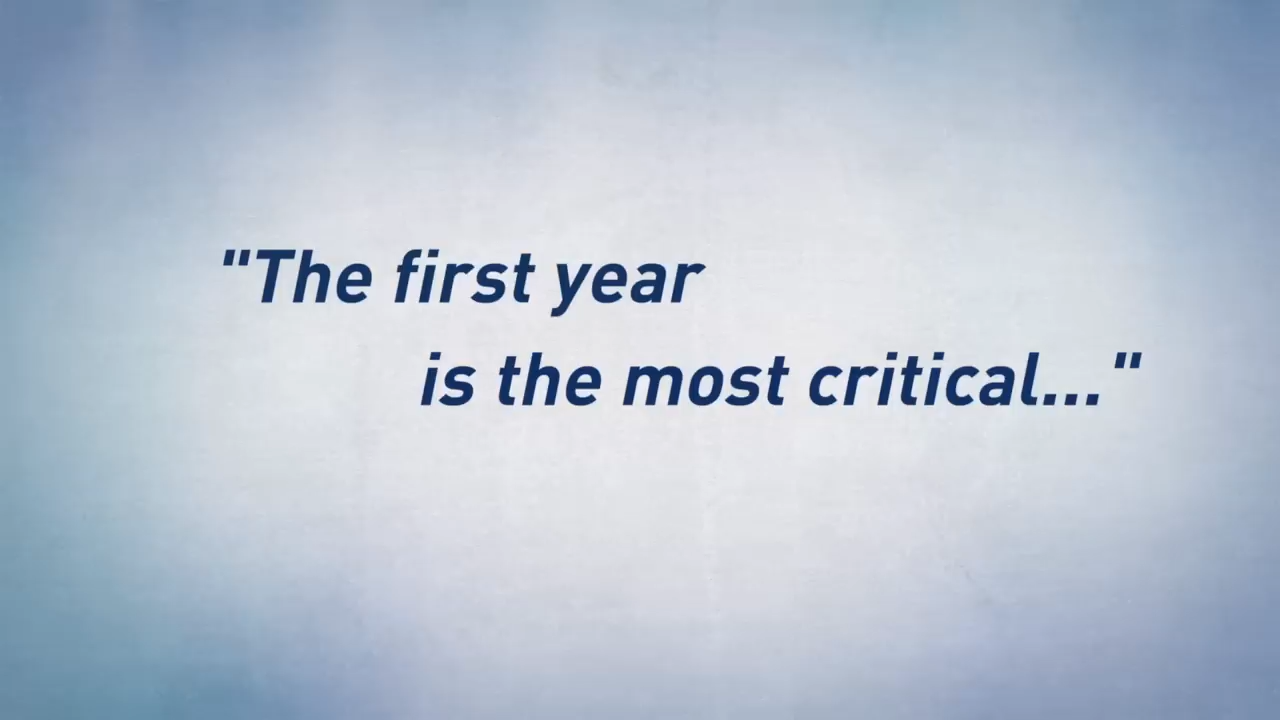 "The first year
is the most critical..."